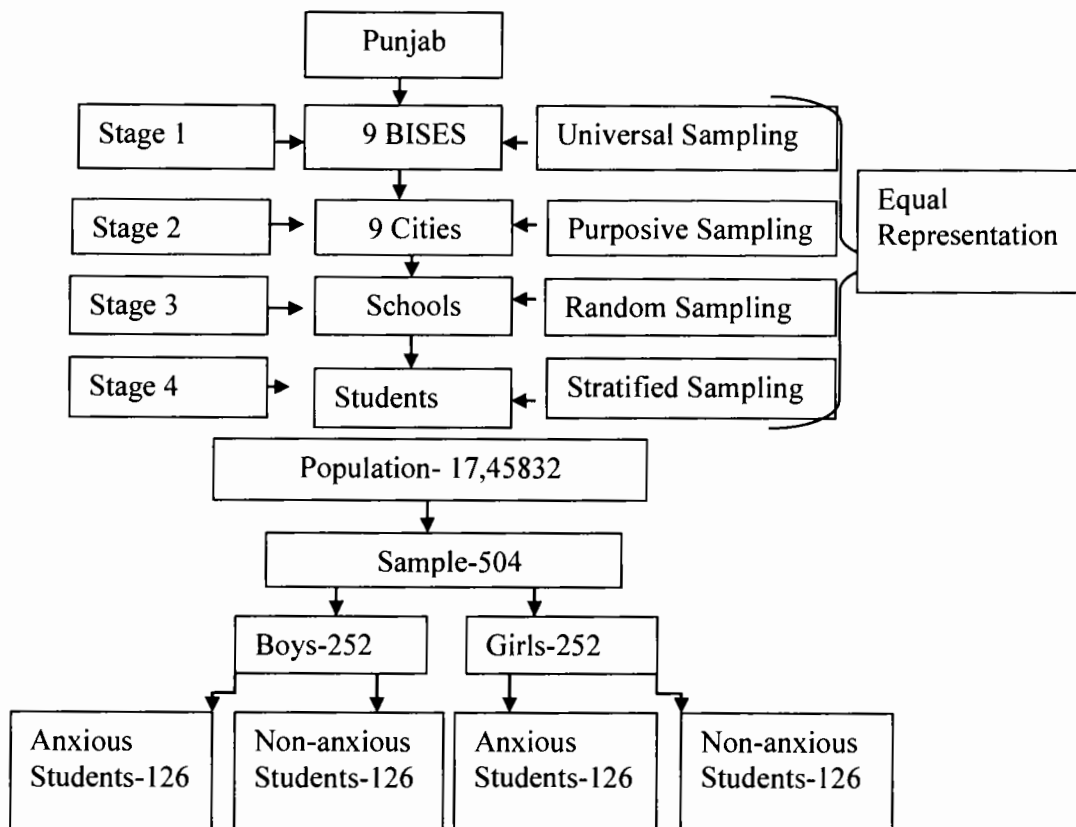 Punjab
Stage 1
9 BISES
Universal Sampling
Equal
Representation
Stage 2
9 Cities
Purposive Sampling
Stage 3
Schools
Random Sampling
Stage 4
Students
Stratified Sampling
Population- 17,45832
Sample-504
Boys-252
Girls-252
Anxious
Students-126
Non-anxious
Students-126
Anxious
Students-126
Non-anxious
Students-126